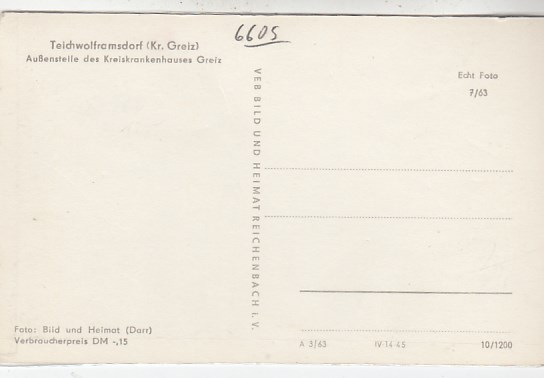 6605
Teichwolframsdorf (Kr. Greiz)
Außenstelle des Kreiskrankenhauses Greiz
Echt Foto
7/63
VEB BILD UND HEIMAT REICHENBACH I. V.
Foto: Bild und Heimat (Darr)
Verbraucherpreis DM -,15
A 3/63 IV-14-45 10/1200